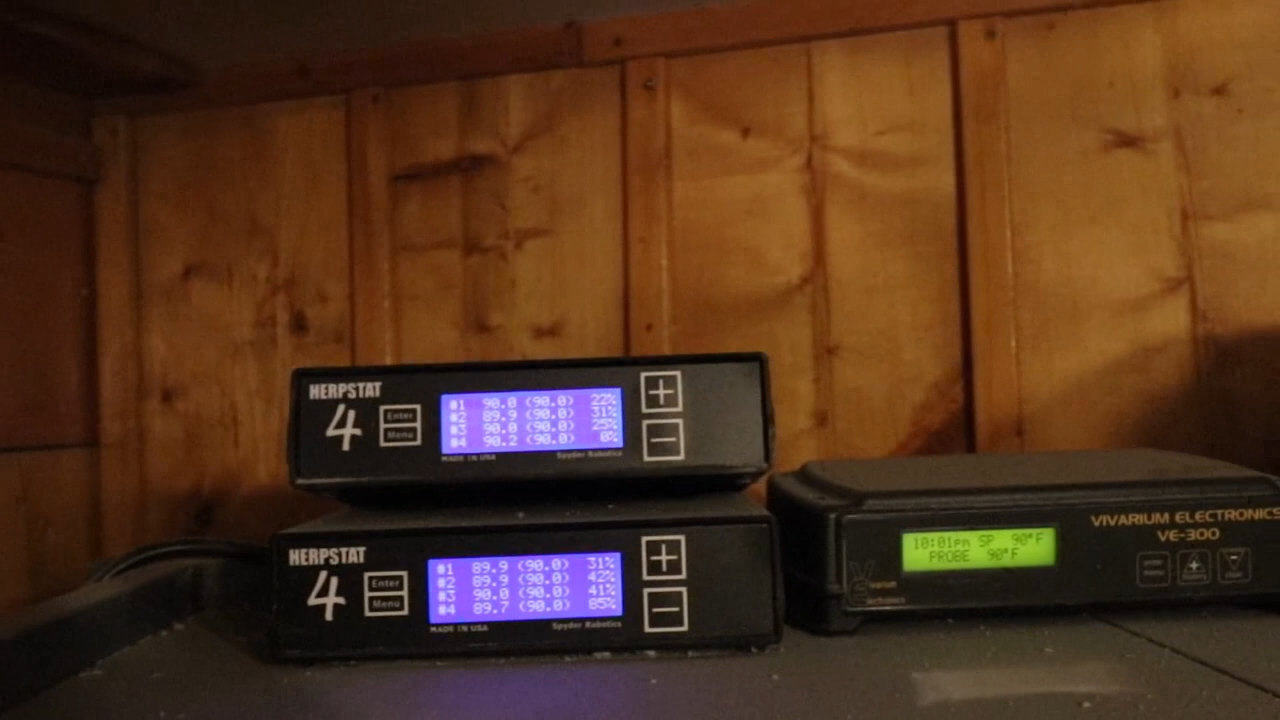 HERPSTAT
4
Enter
Menu
#1 90.0 (90.0) 22%
#2 89.9 (90.0) 31%
#3 90.0 (90.0) 25%
#4 90.2 (90.0) 0%
MADE IN USA Spyder Robotics
+
−
HERPSTAT
4
Enter
Menu
#1 89.9 (90.0) 31%
#2 89.9 (90.0) 42%
#3 90.0 (90.0) 41%
#4 89.7 (90.0) 85%
MADE IN USA Spyder Robotics
+
−
VIVARIUM ELECTRONICS
VE-300
10:01pm SP 90°F
PROBE 90°F